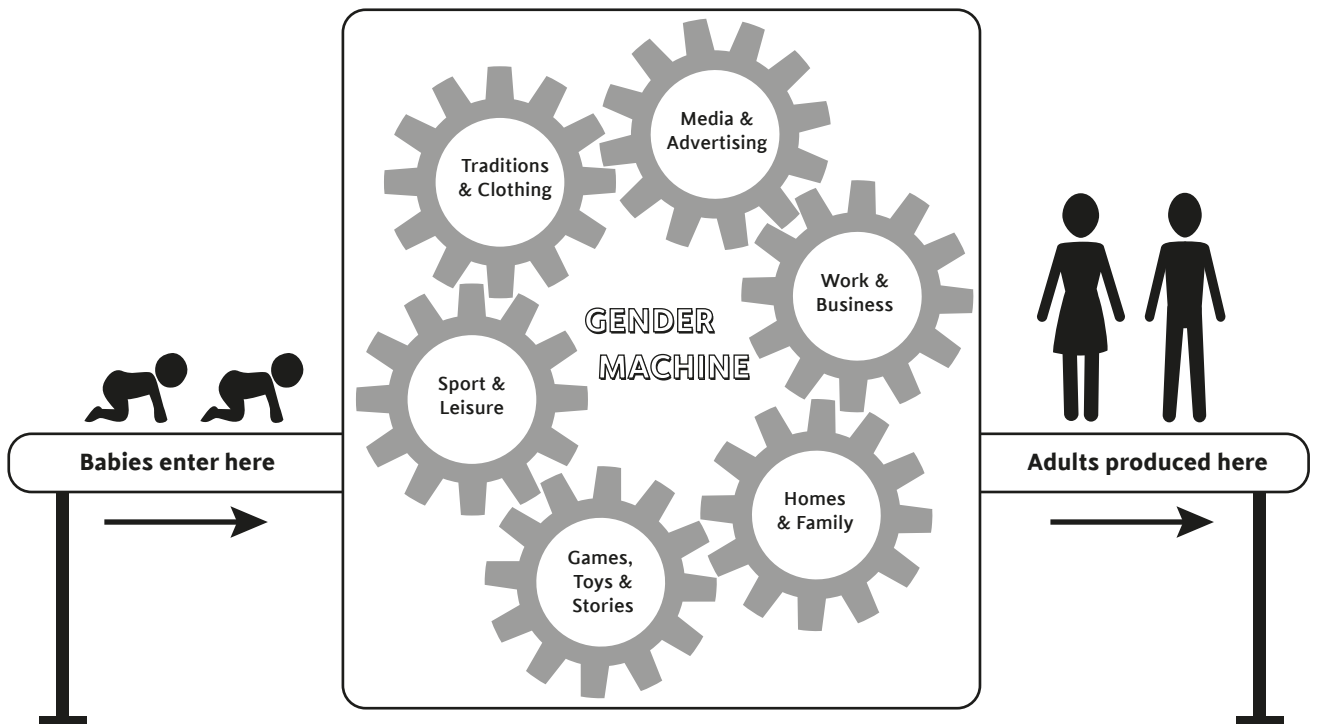 Media &
Advertising
Traditions
& Clothing
Work &
Business
GENDER
MACHINE
Sport &
Leisure
Babies enter here
Adults produced here
Homes
& Family
Games,
Toys &
Stories